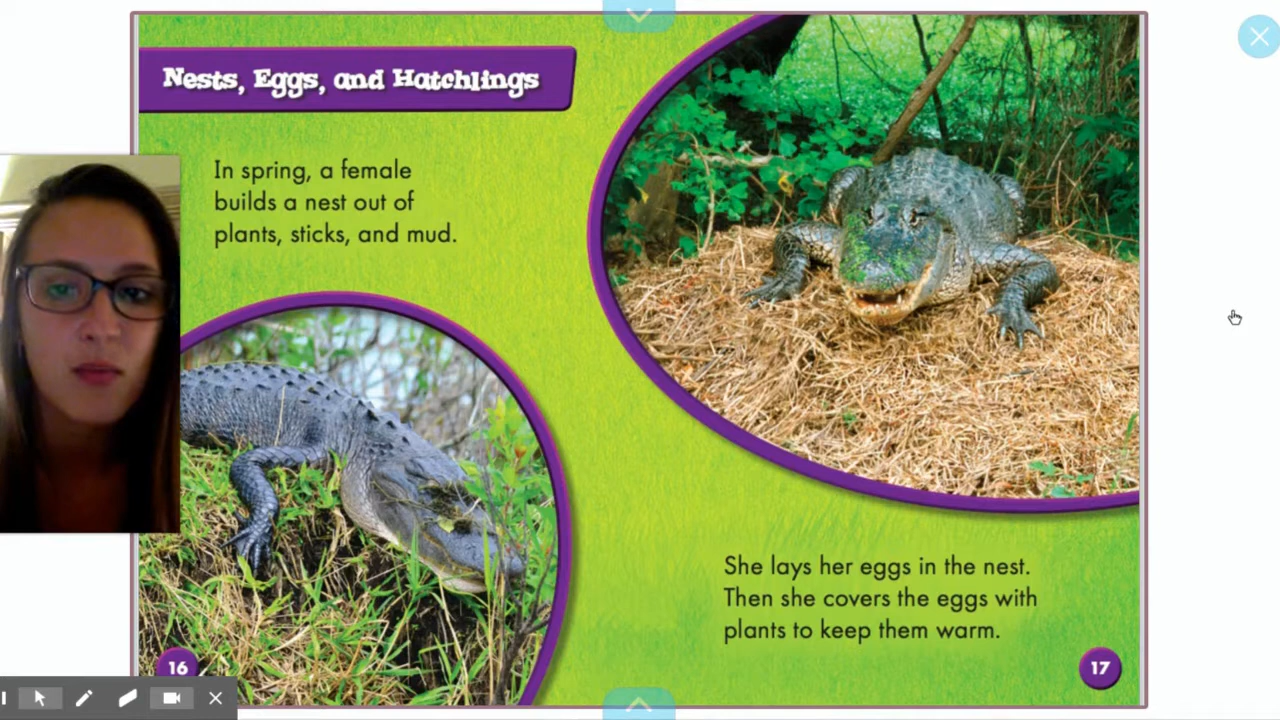 Nests, Eggs, and Hatchlings
In spring, a female
builds a nest out of
plants, sticks, and mud.
She lays her eggs in the nest.
Then she covers the eggs with
plants to keep them warm.
16
17